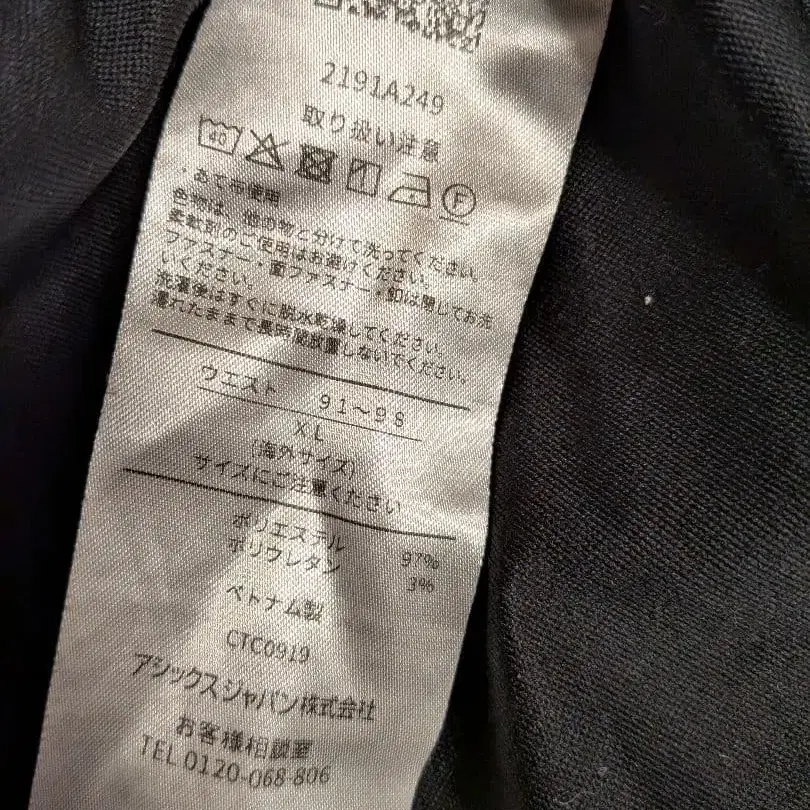 2191A249
取り扱い注意
40 F
・あて布使用
色物は、他の物と分けて洗ってください。
柔軟剤のご使用はお避けください。
ファスナー・面ファスナー・釦は閉じてお洗
いください。
洗濯後はすぐに脱水乾燥してください。
濡れたままで長時間放置しないでください。
ウエスト 91～98
XL
(海外サイズ)
サイズにご注意ください
ポリエステル 97%
ポリウレタン 3%
ベトナム製
CTC0919
アシックスジャパン株式会社
お客様相談室
TEL 0120-068-806